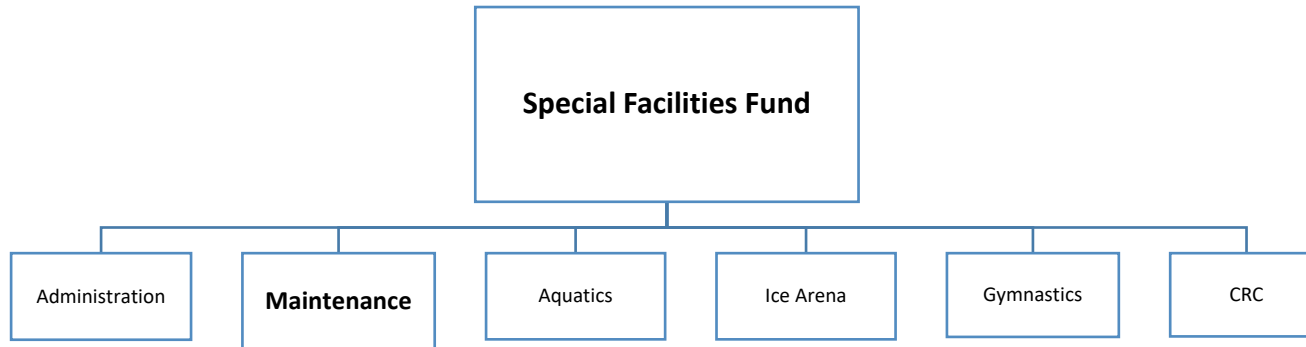 Special Facilities Fund
Administration
Maintenance
Aquatics
Ice Arena
Gymnastics
CRC